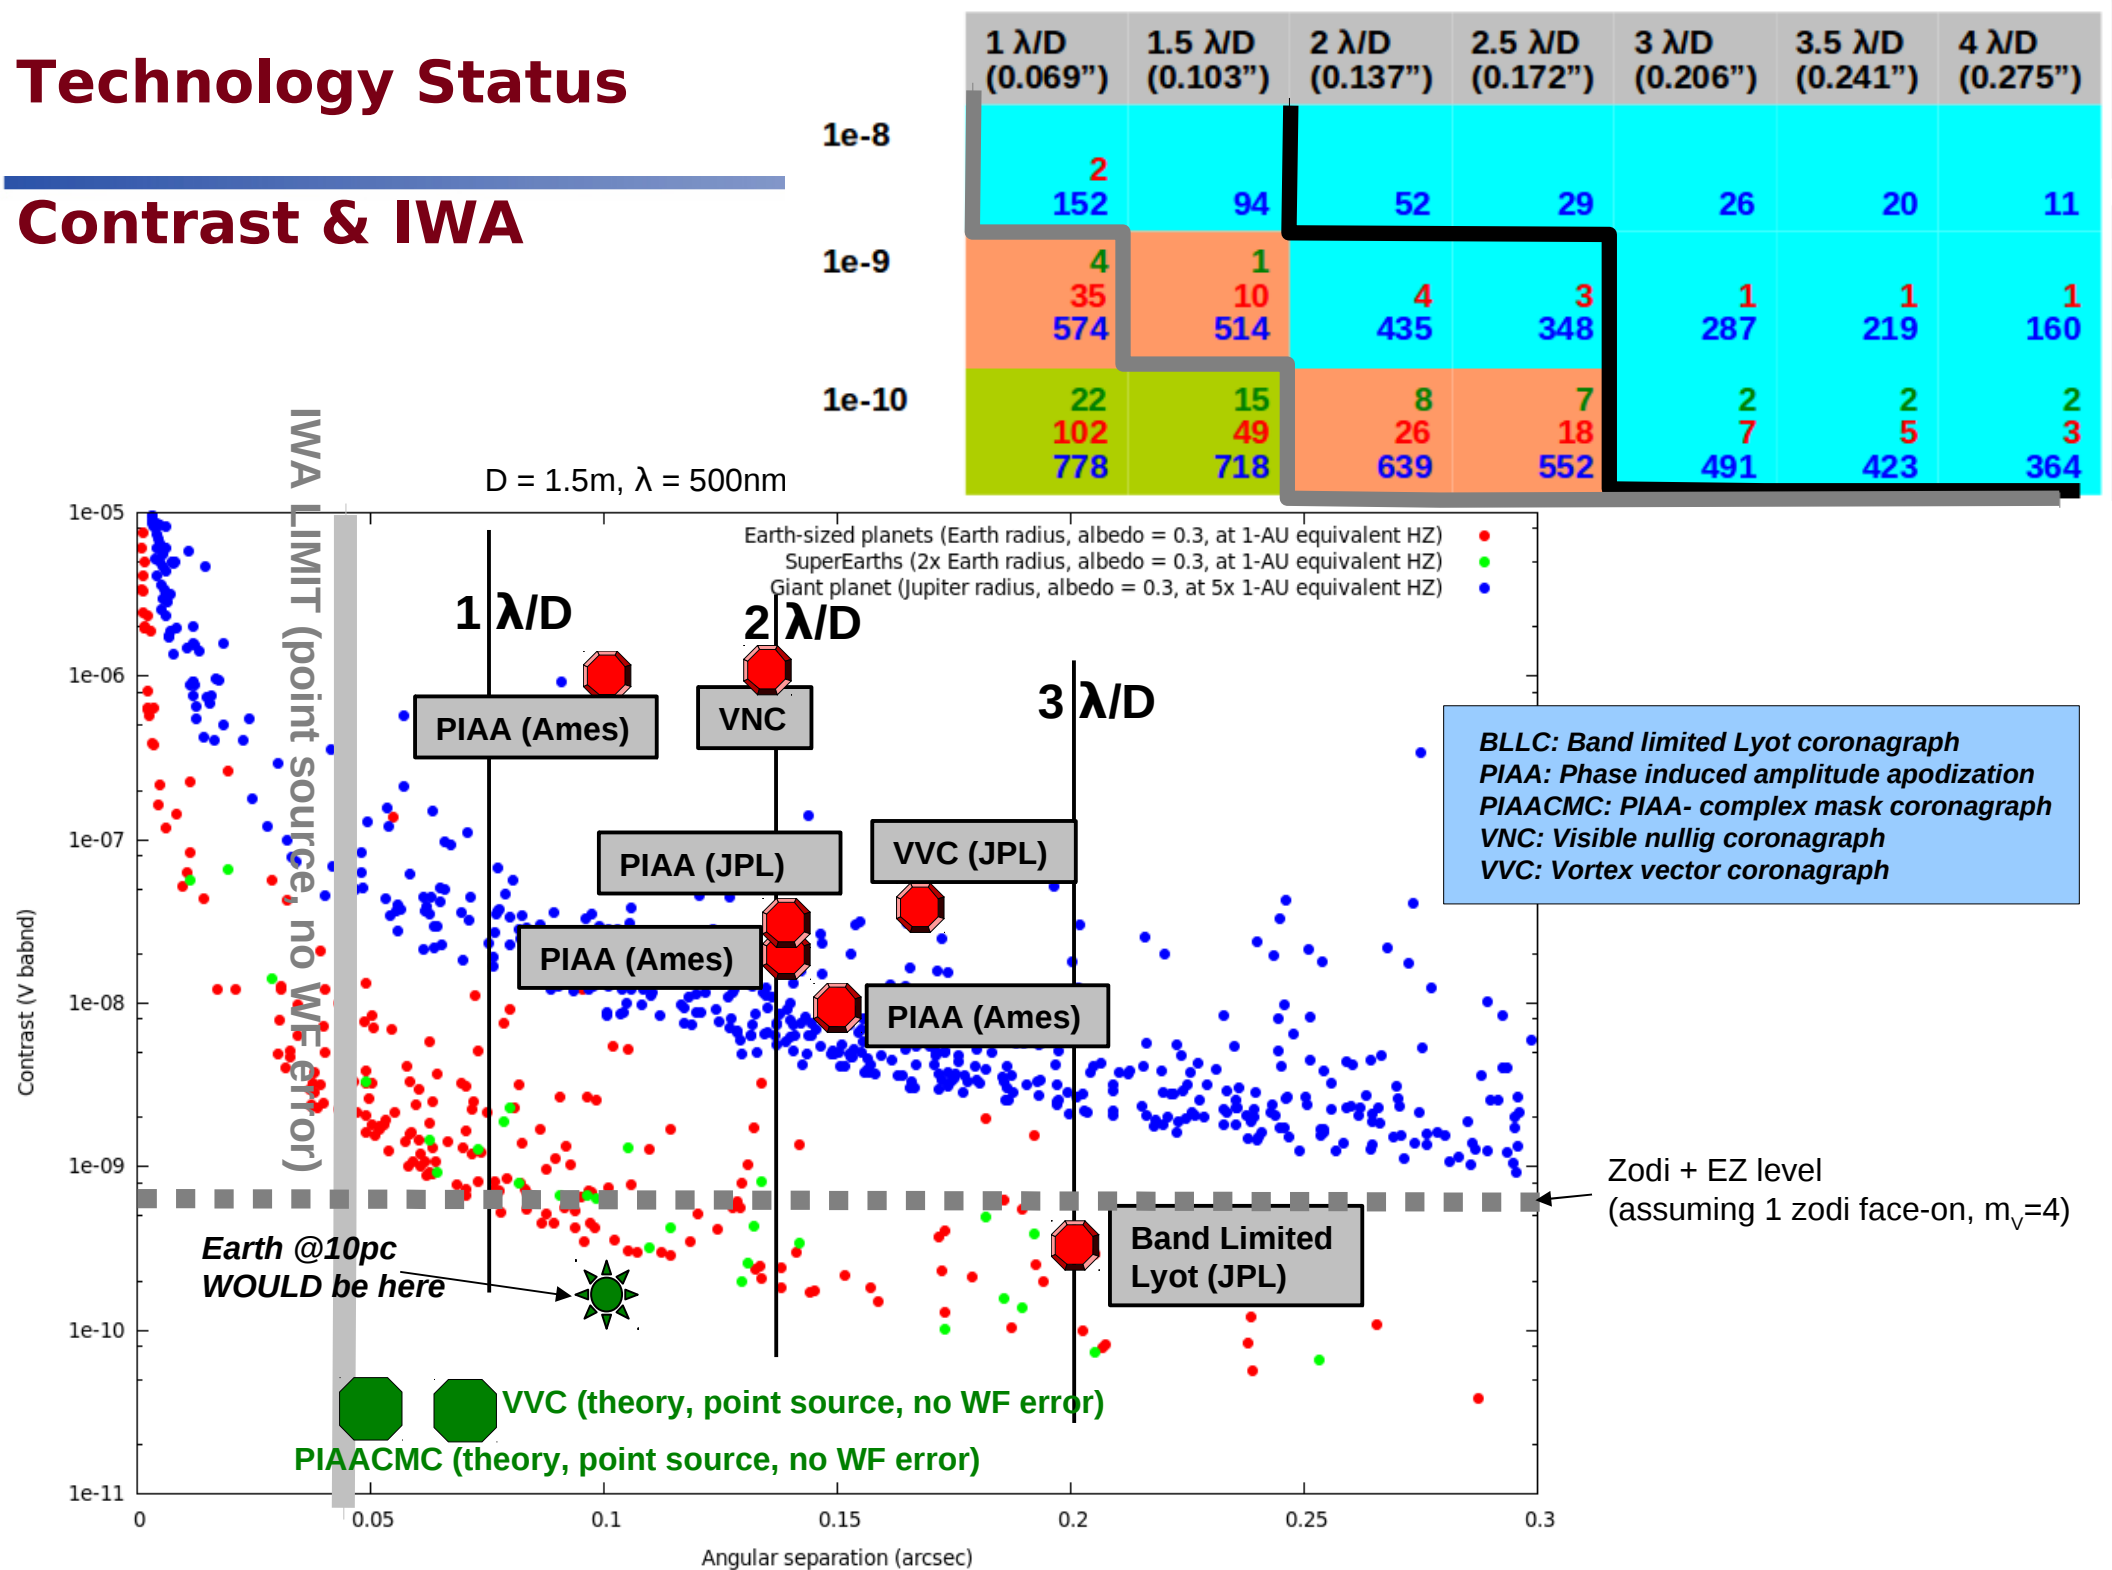 Technology Status
Contrast & IWA
1 λ/D 1.5 λ/D 2 λ/D 2.5 λ/D 3 λ/D 3.5 λ/D 4 λ/D
(0.069”) (0.103”) (0.137”) (0.172”) (0.206”) (0.241”) (0.275”)
1e-8
2
152 94 52 29 26 20 11
1e-9
4 1
35 10 4 3 1 1 1
574 514 435 348 287 219 160
1e-10
22 15 8 7 2 2 2
102 49 26 18 7 5 3
778 718 639 552 491 423 364
D = 1.5m, λ = 500nm
IWA LIMIT (point source, no WF error)
Earth-sized planets (Earth radius, albedo = 0.3, at 1-AU equivalent HZ)
SuperEarths (2x Earth radius, albedo = 0.3, at 1-AU equivalent HZ)
Giant planet (Jupiter radius, albedo = 0.3, at 5x 1-AU equivalent HZ)
1 λ/D
2 λ/D
3 λ/D
PIAA (Ames)
VNC
PIAA (JPL)
VVC (JPL)
PIAA (Ames)
PIAA (Ames)
Band Limited
Lyot (JPL)
BLLC: Band limited Lyot coronagraph
PIAA: Phase induced amplitude apodization
PIAACMC: PIAA- complex mask coronagraph
VNC: Visible nullig coronagraph
VVC: Vortex vector coronagraph
Zodi + EZ level
(assuming 1 zodi face-on, mV=4)
Earth @10pc
WOULD be here
VVC (theory, point source, no WF error)
PIAACMC (theory, point source, no WF error)
Contrast (V babnd)
1e-05
1e-06
1e-07
1e-08
1e-09
1e-10
1e-11
0 0.05 0.1 0.15 0.2 0.25 0.3
Angular separation (arcsec)